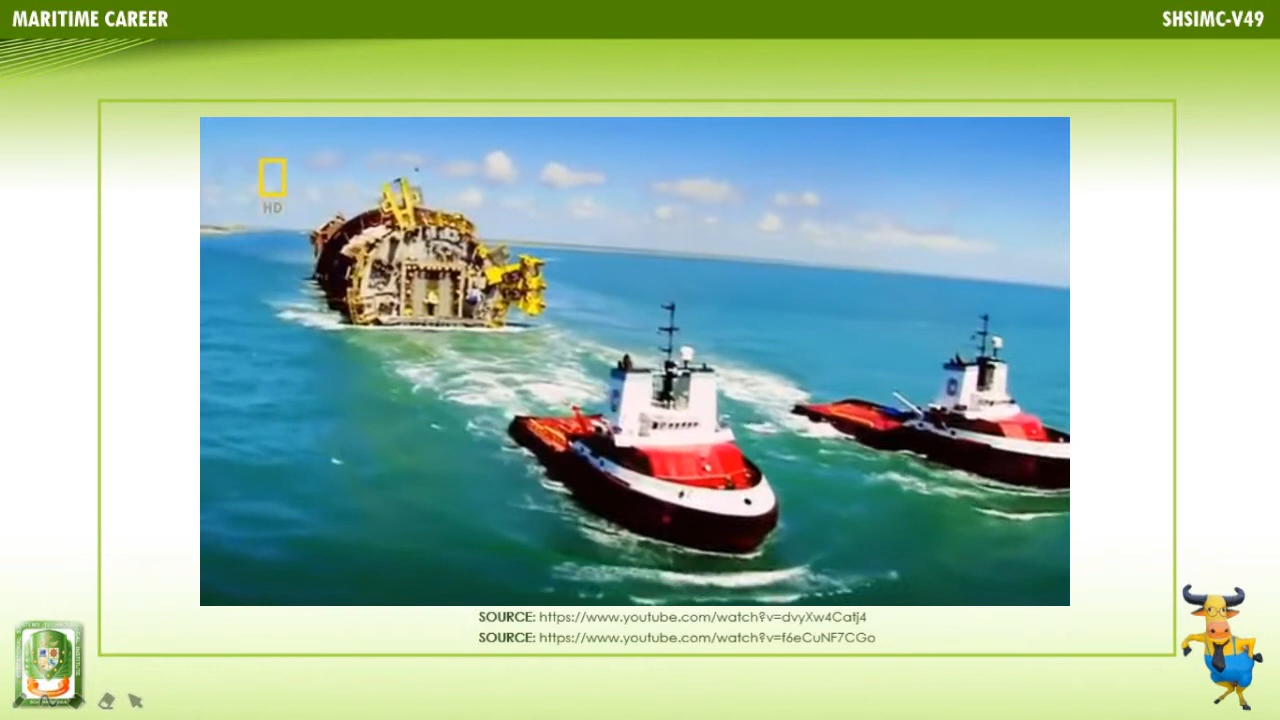 MARITIME CAREER
SHSIMC-V49
HD
SOURCE: https://www.youtube.com/watch?v=dvyXw4Catj4
SOURCE: https://www.youtube.com/watch?v=f6eCuNF7CGo